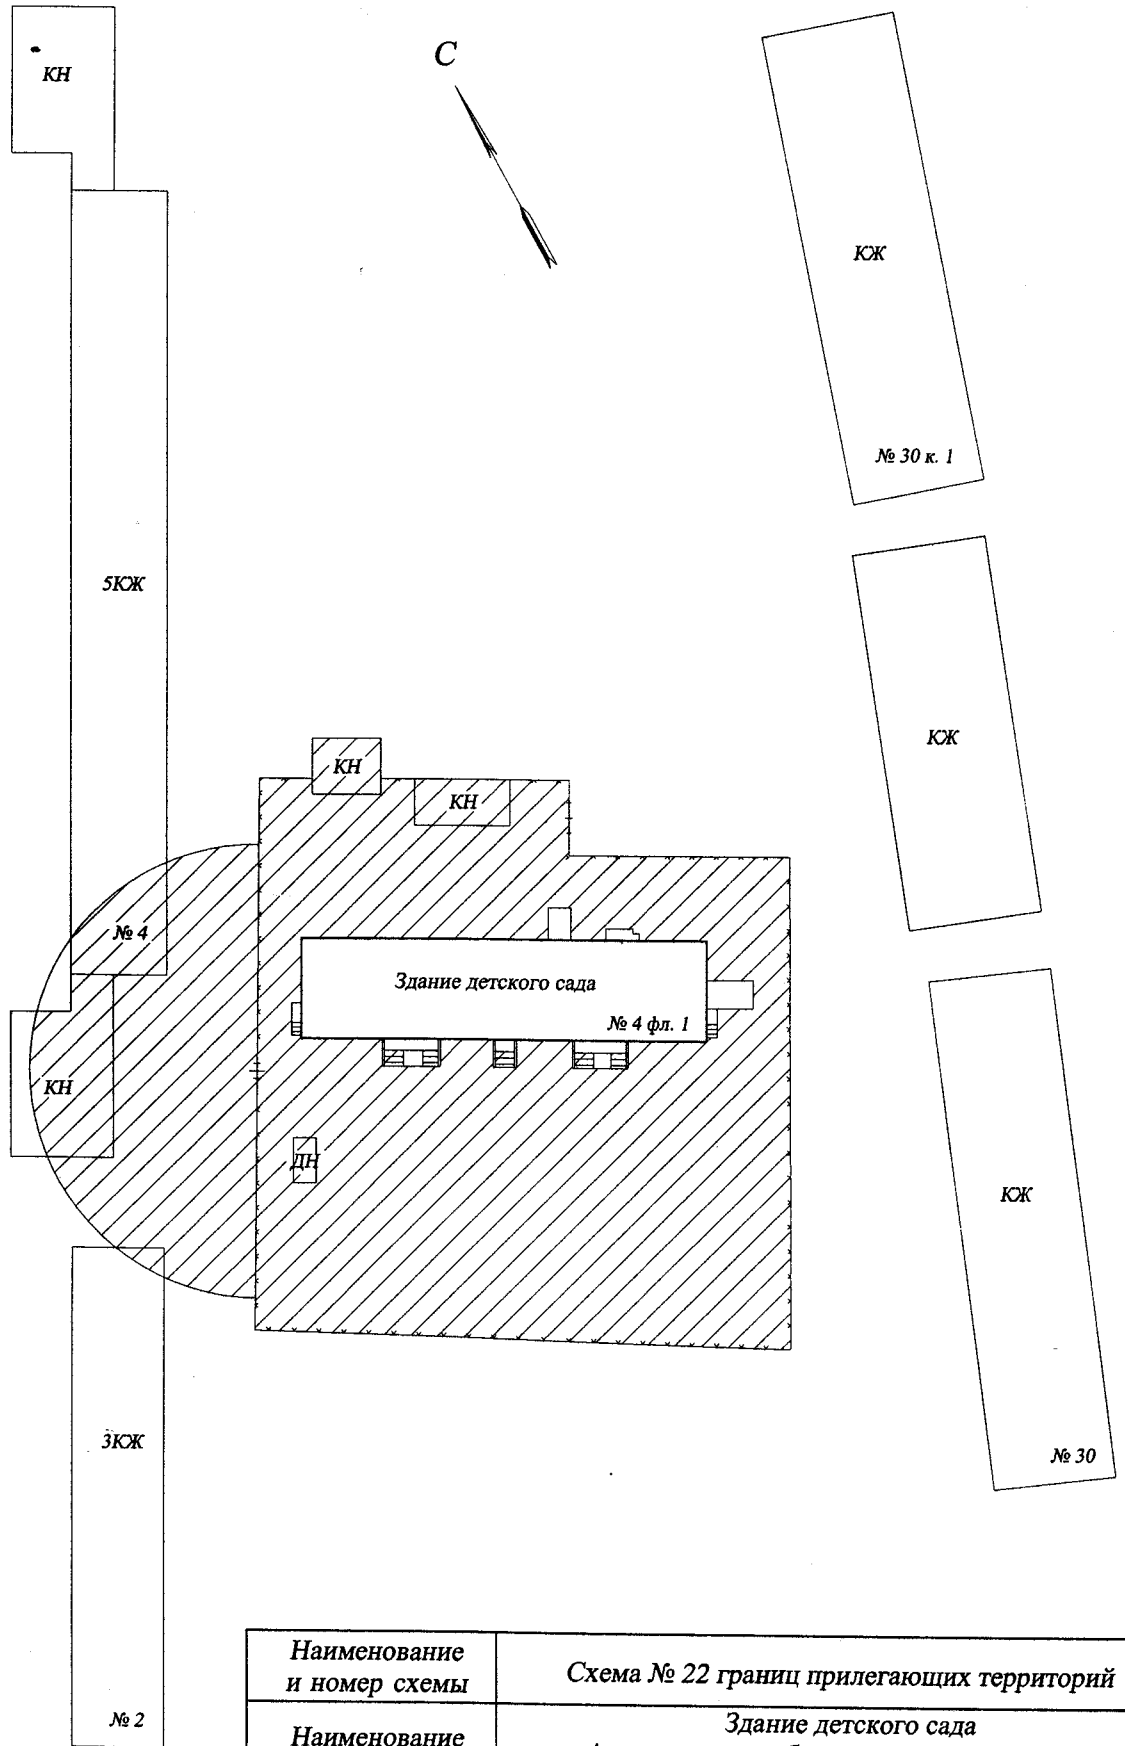 КН
С
КЖ
№ 30 к. 1
5КЖ
КЖ
КН
КН
№ 4
Здание детского сада
№ 4 фл. 1
КН
ДН
КЖ
3КЖ
№ 30
Наименование
и номер схемы
Схема № 22 границ прилегающих территорий
№ 2
Здание детского сада
Наименование